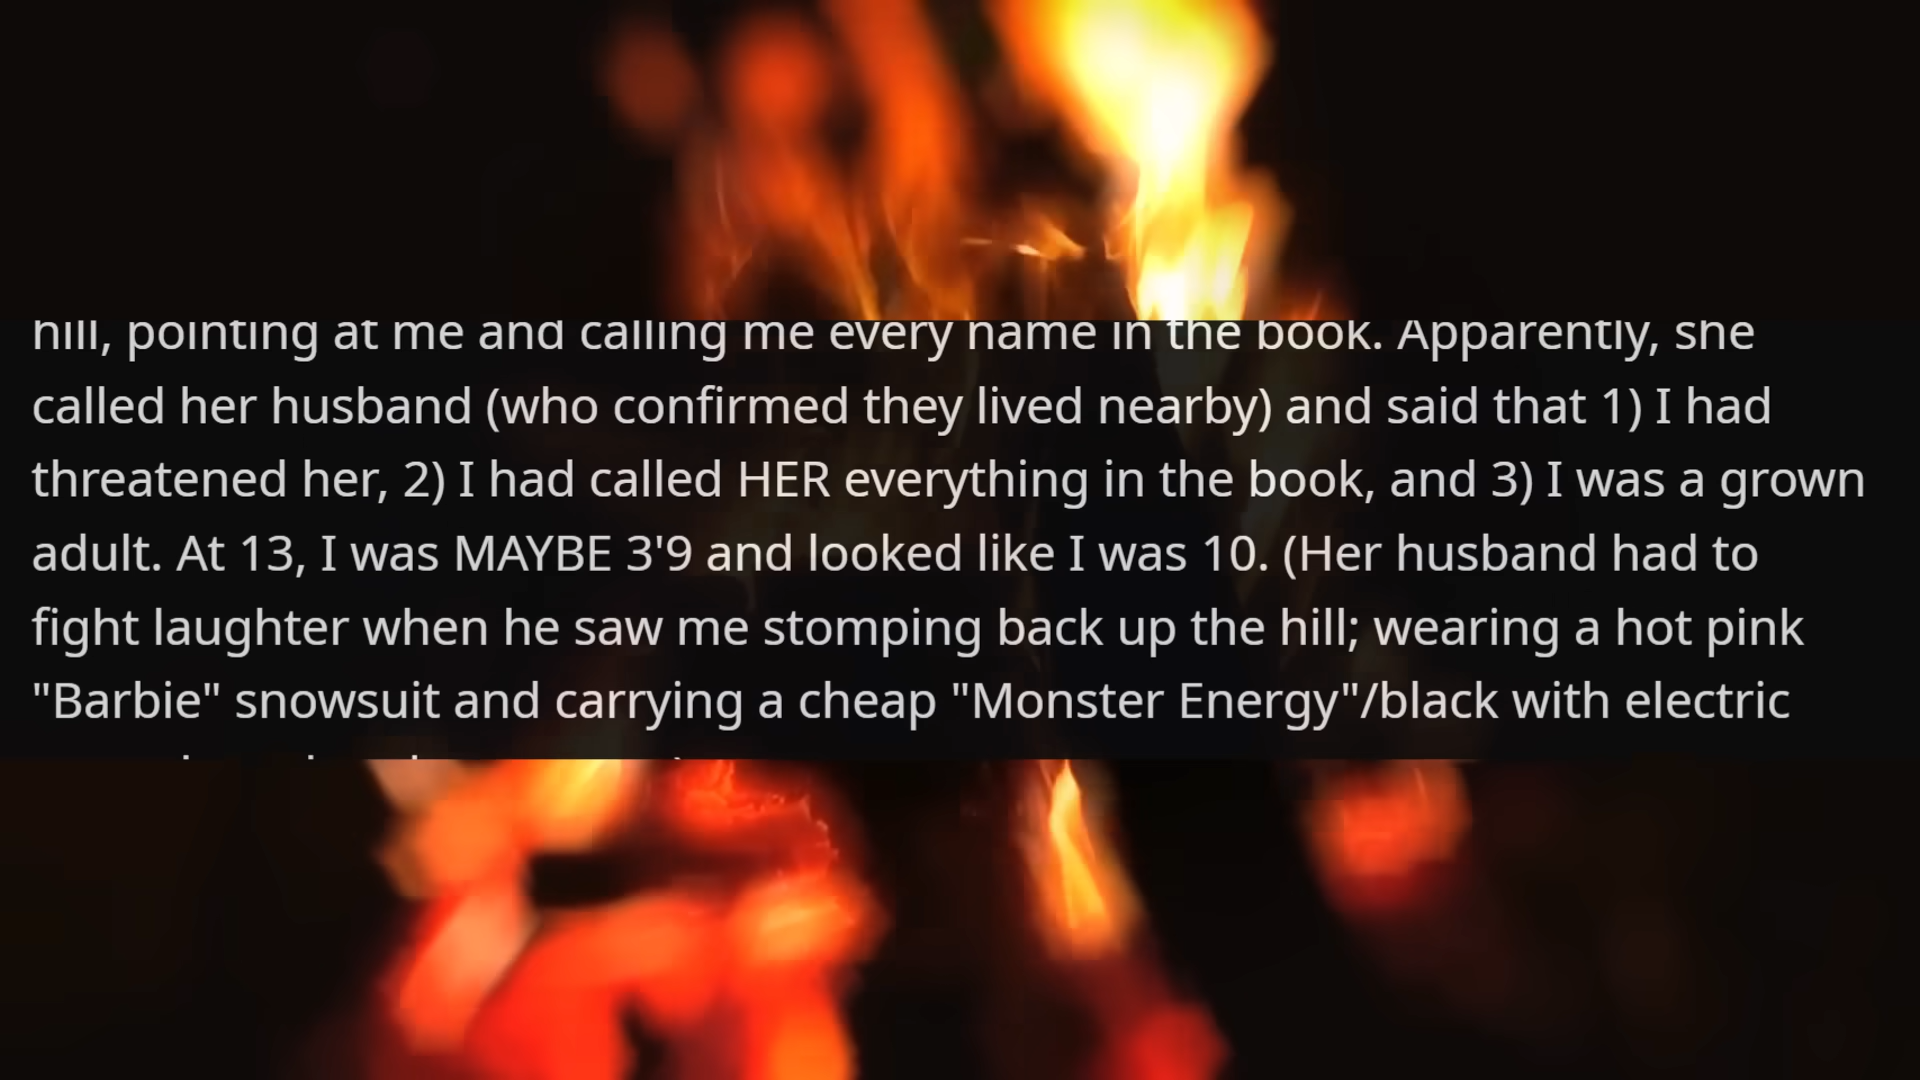 hill, pointing at me and calling me every name in the book. Apparently, she
called her husband (who confirmed they lived nearby) and said that 1) I had
threatened her, 2) I had called HER everything in the book, and 3) I was a grown
adult. At 13, I was MAYBE 3'9 and looked like I was 10. (Her husband had to
fight laughter when he saw me stomping back up the hill; wearing a hot pink
"Barbie" snowsuit and carrying a cheap "Monster Energy"/black with electric